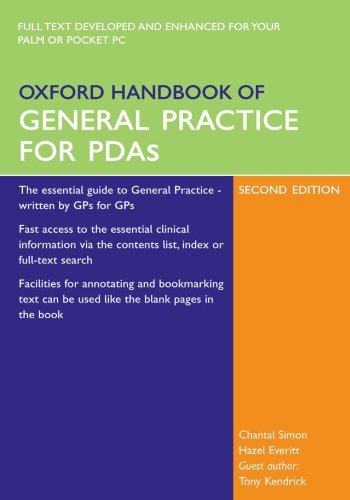 FULL TEXT DEVELOPED AND ENHANCED FOR YOUR
PALM OR POCKET PC
OXFORD HANDBOOK OF
GENERAL PRACTICE
FOR PDAs
The essential guide to General Practice -
written by GPs for GPs
Fast access to the essential clinical
information via the contents list, index or
full-text search
Facilities for annotating and bookmarking
text can be used like the blank pages in
the book
SECOND EDITION
Chantal Simon
Hazel Everitt
Guest author:
Tony Kendrick